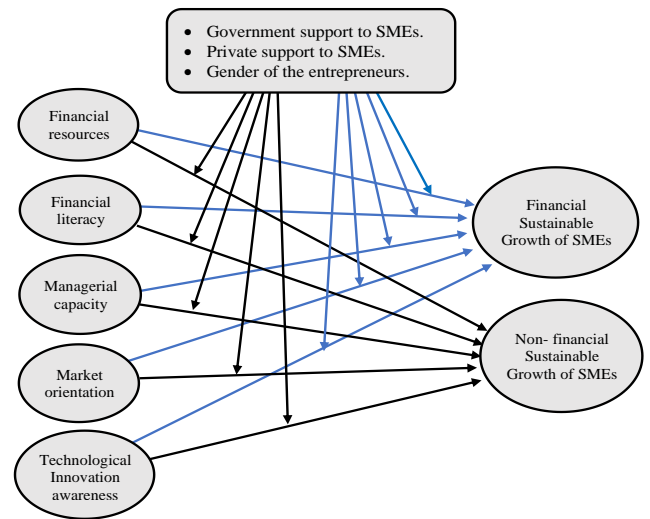 • Government support to SMEs.
• Private support to SMEs.
• Gender of the entrepreneurs.
Financial
resources
Financial
literacy
Managerial
capacity
Market
orientation
Technological
Innovation
awareness
Financial
Sustainable
Growth of SMEs
Non- financial
Sustainable
Growth of SMEs